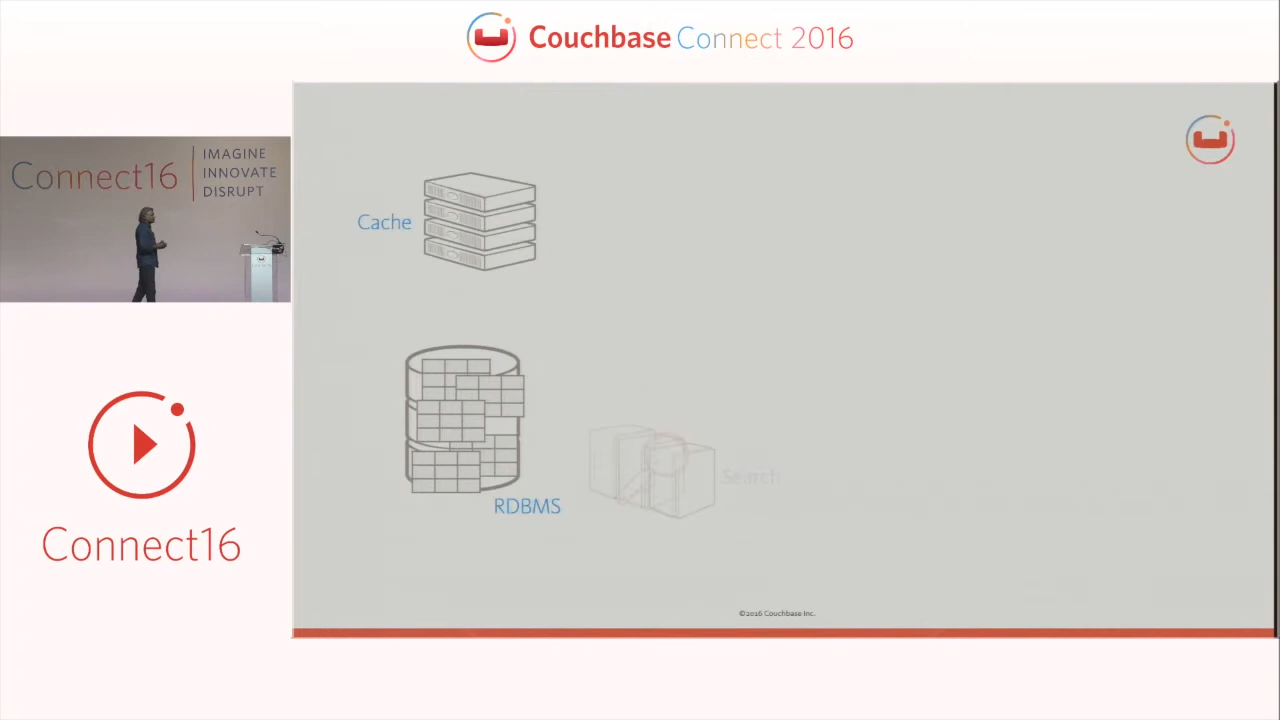 Couchbase Connect 2016
Connect16
IMAGINE
INNOVATE
DISRUPT
Cache
RDBMS
Search
Connect16
©2016 Couchbase Inc.